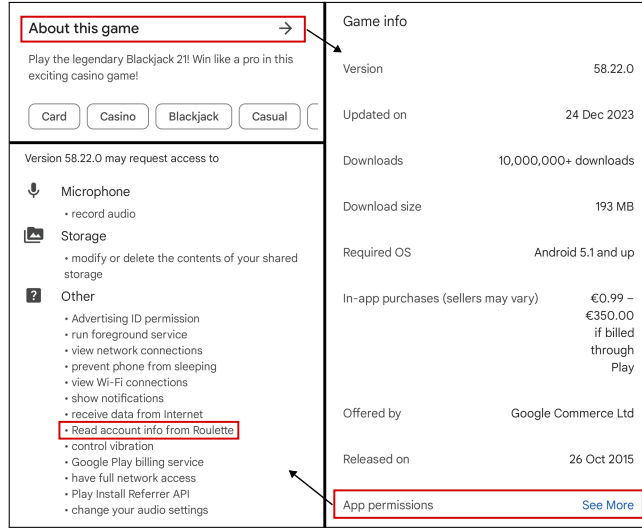 About this game
Play the legendary Blackjack 21! Win like a pro in this
exciting casino game!
Card
Casino
Blackjack
Casual
Version 58.22.0 may request access to
Microphone
• record audio
Storage
• modify or delete the contents of your shared
storage
Other
• Advertising ID permission
• run foreground service
• view network connections
• prevent phone from sleeping
• view Wi-Fi connections
• show notifications
• receive data from Internet
• Read account info from Roulette
• control vibration
• Google Play billing service
• have full network access
• Play Install Referrer API
• change your audio settings
Game info
Version 58.22.0
Updated on 24 Dec 2023
Downloads 10,000,000+ downloads
Download size 193 MB
Required OS Android 5.1 and up
In-app purchases (sellers may vary) €0.99 –
€350.00
if billed
through
Play
Offered by Google Commerce Ltd
Released on 26 Oct 2015
App permissions See More